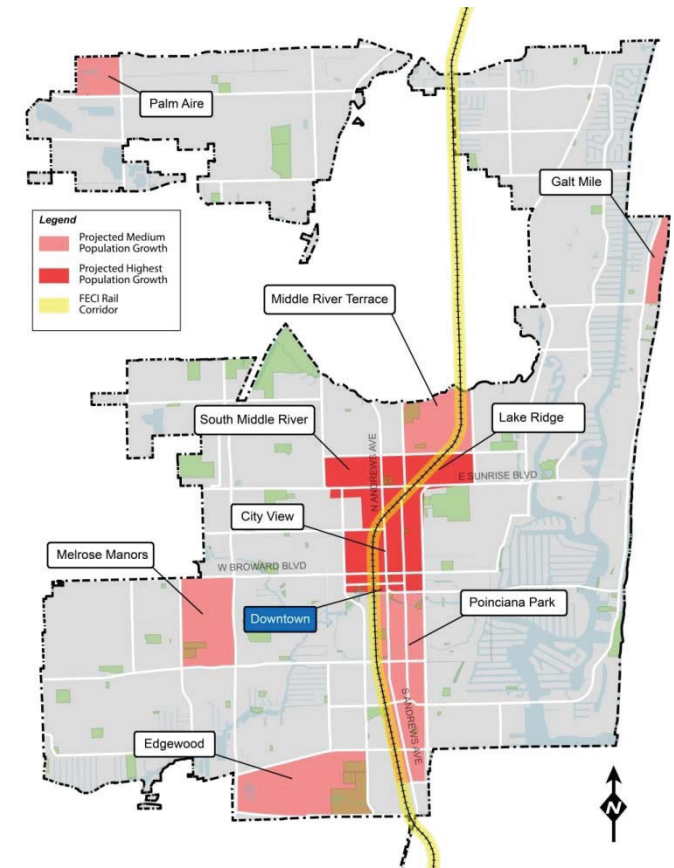 Palm Aire
Galt Mile
Legend
Projected Medium
Population Growth
Projected Highest
Population Growth
FECI Rail
Corridor
Middle River Terrace
South Middle River
Lake Ridge
N ANDREWS AVE
E SUNRISE BLVD
City View
Melrose Manors
W BROWARD BLVD
Downtown
Poinciana Park
S ANDREWS AVE
Edgewood
N